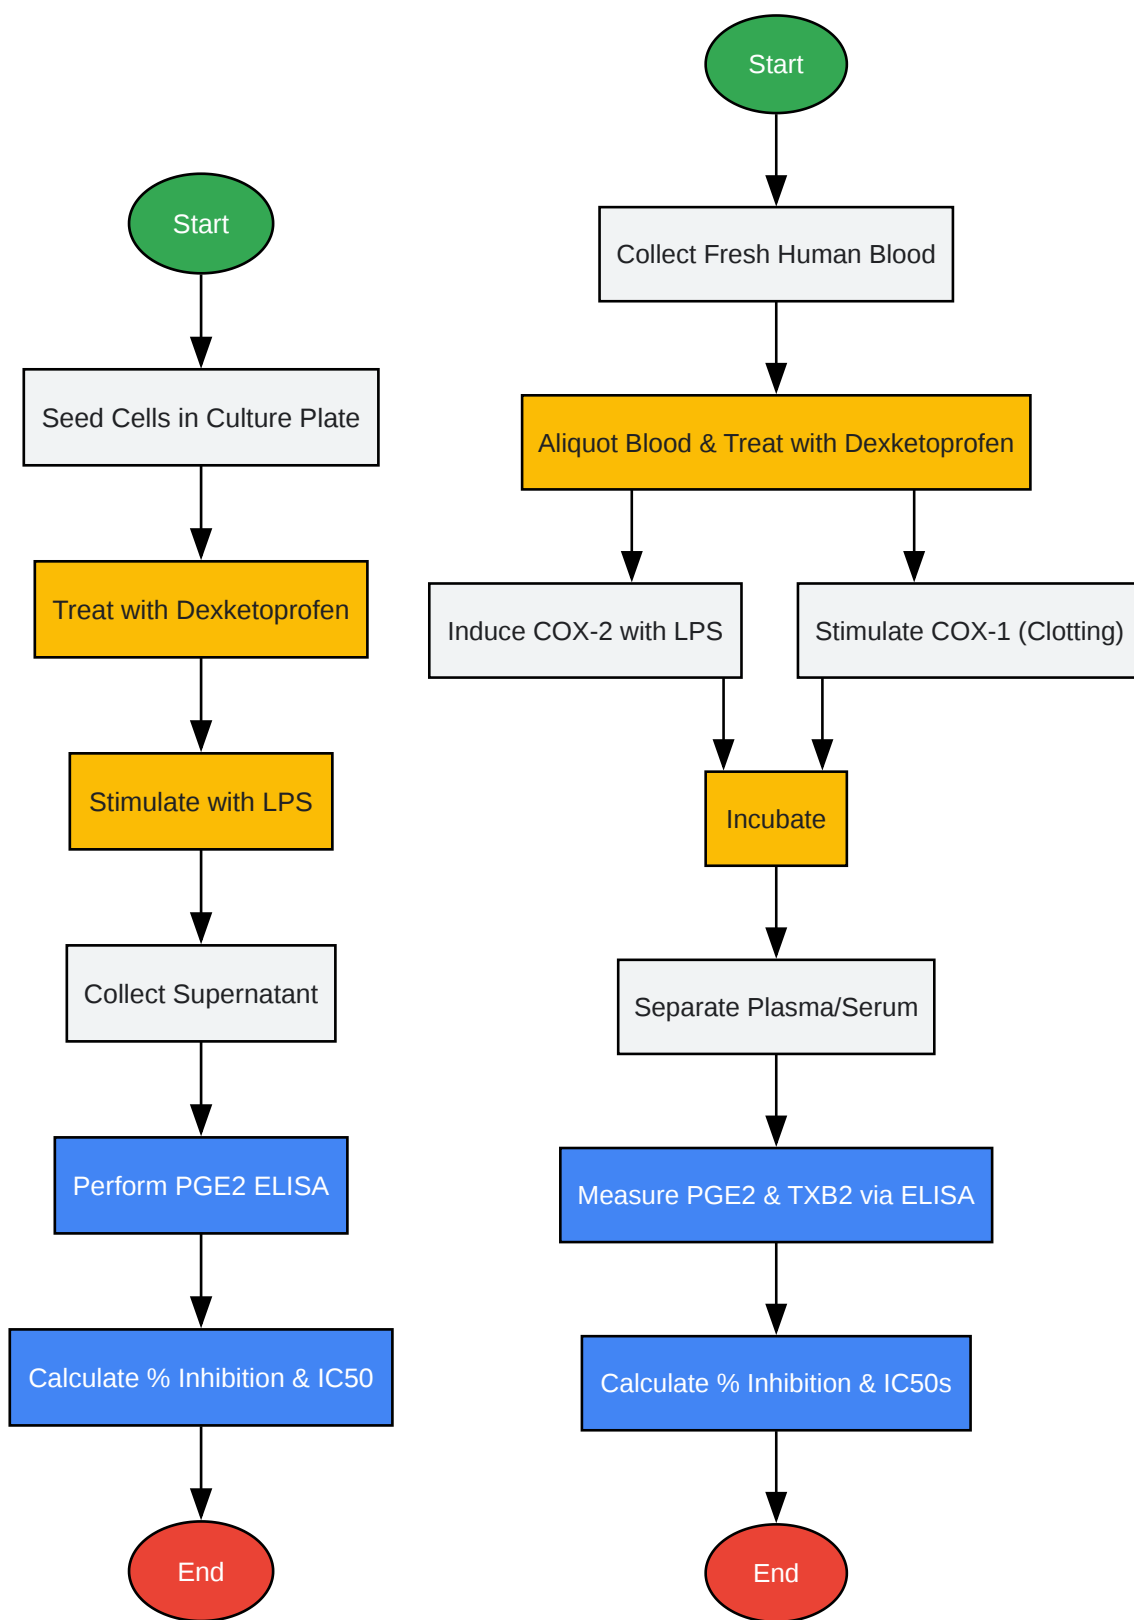 Start
Seed Cells in Culture Plate
Treat with Dexketoprofen
Stimulate with LPS
Collect Supernatant
Perform PGE2 ELISA
Calculate % Inhibition & IC50
End
Start
Collect Fresh Human Blood
Aliquot Blood & Treat with Dexketoprofen
Induce COX-2 with LPS
Stimulate COX-1 (Clotting)
Incubate
Separate Plasma/Serum
Measure PGE2 & TXB2 via ELISA
Calculate % Inhibition & IC50s
End